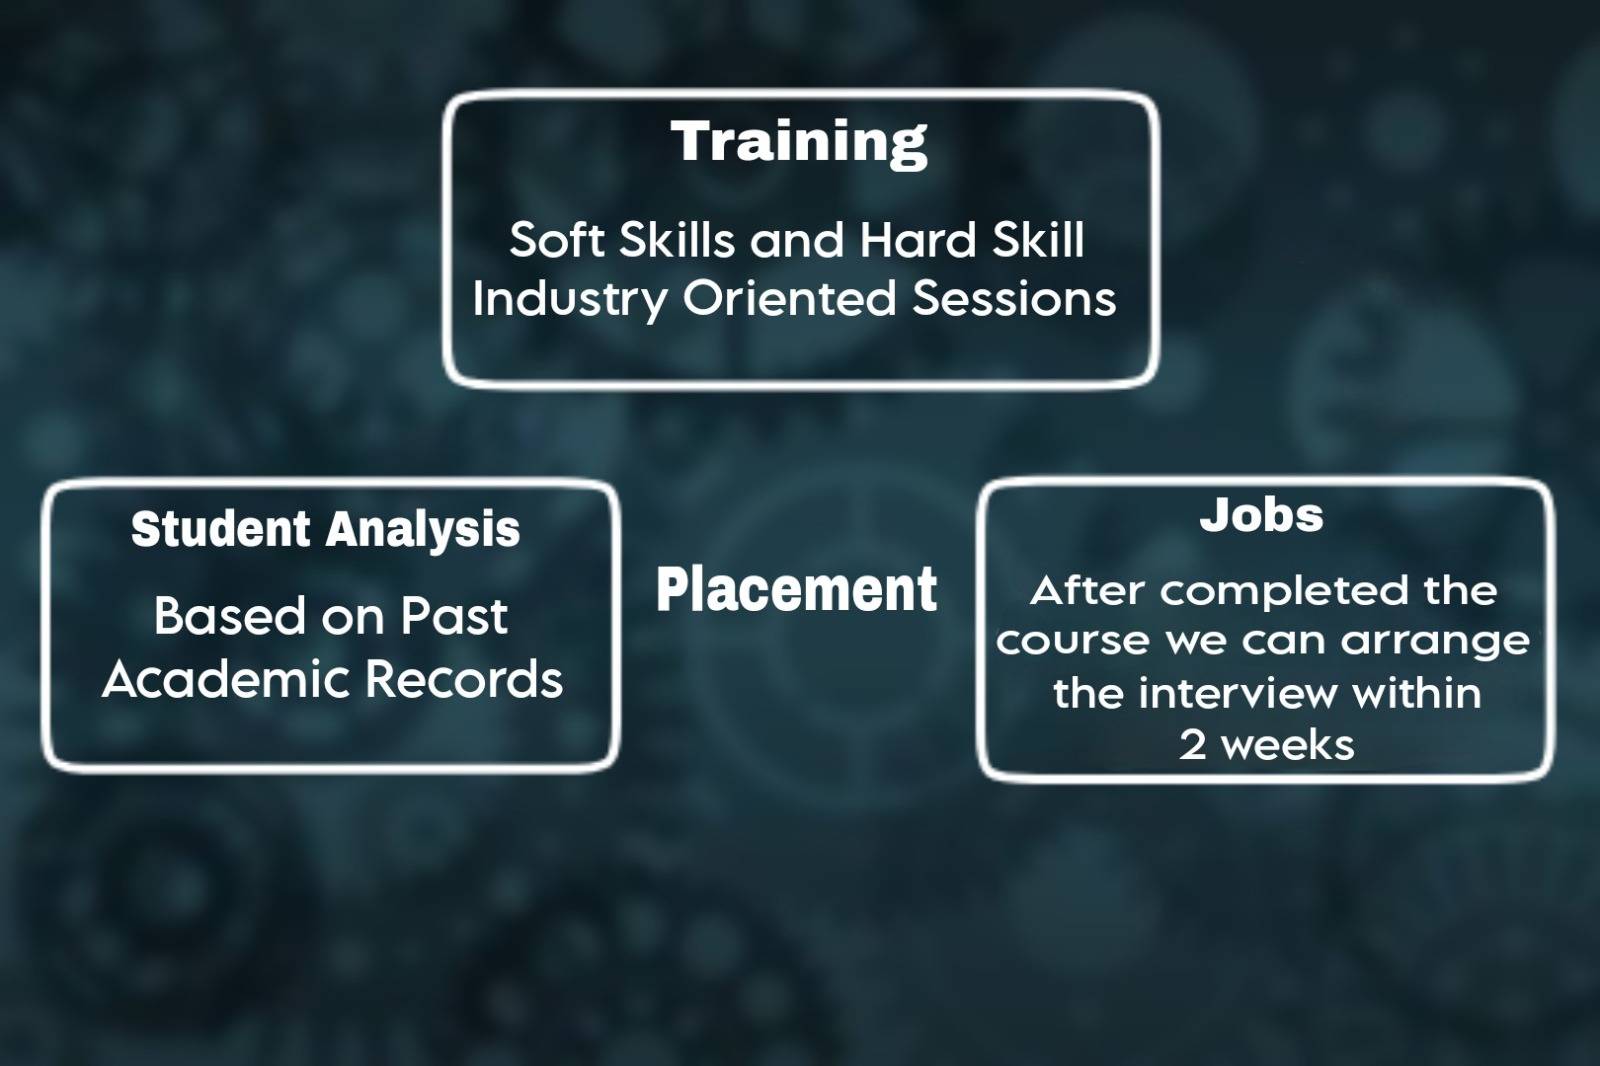 Training
Soft Skills and Hard Skill
Industry Oriented Sessions
Student Analysis
Based on Past
Academic Records
Placement
Jobs
After completed the
course we can arrange
the interview within
2 weeks